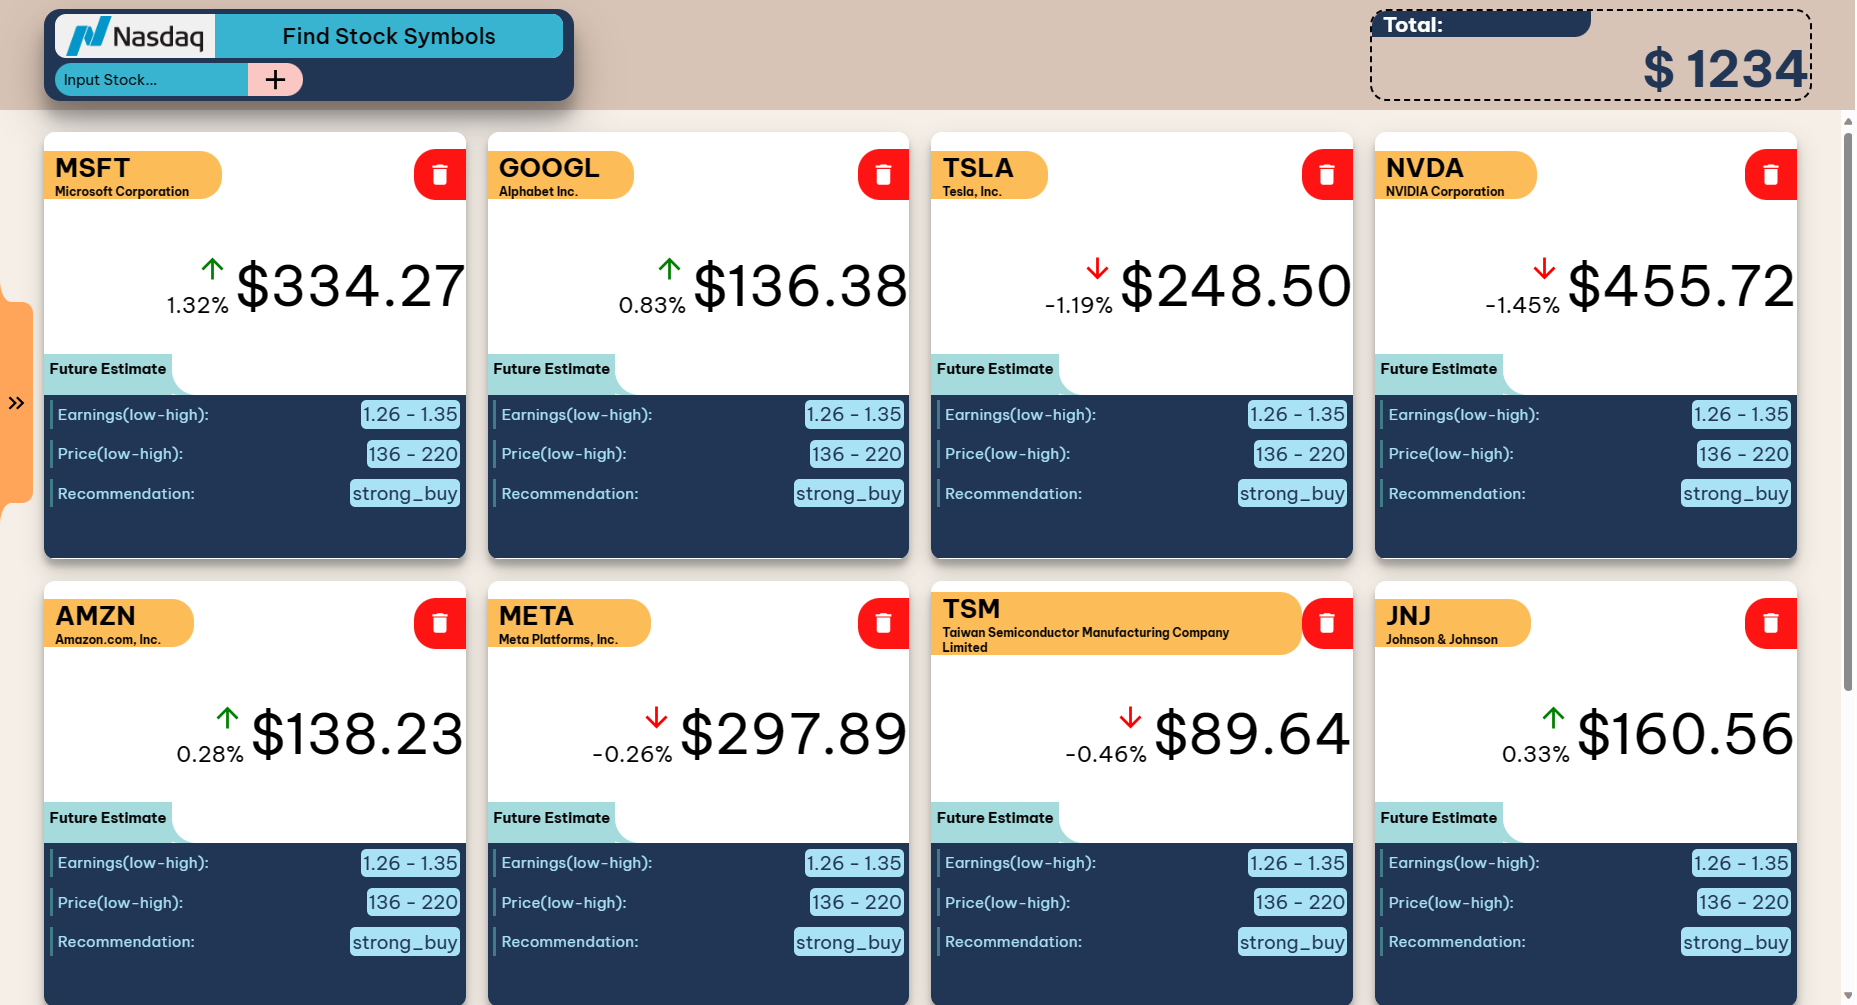 Nasdaq
Find Stock Symbols
Input Stock...
+
Total:
$ 1234
MSFT
Microsoft Corporation
1.32%
$334.27
Future Estimate
Earnings(low-high):
1.26 - 1.35
Price(low-high):
136 - 220
Recommendation:
strong_buy
GOOGL
Alphabet Inc.
0.83%
$136.38
Future Estimate
Earnings(low-high):
1.26 - 1.35
Price(low-high):
136 - 220
Recommendation:
strong_buy
TSLA
Tesla, Inc.
-1.19%
$248.50
Future Estimate
Earnings(low-high):
1.26 - 1.35
Price(low-high):
136 - 220
Recommendation:
strong_buy
NVDA
NVIDIA Corporation
-1.45%
$455.72
Future Estimate
Earnings(low-high):
1.26 - 1.35
Price(low-high):
136 - 220
Recommendation:
strong_buy
AMZN
Amazon.com, Inc.
0.28%
$138.23
Future Estimate
Earnings(low-high):
1.26 - 1.35
Price(low-high):
136 - 220
Recommendation:
strong_buy
META
Meta Platforms, Inc.
-0.26%
$297.89
Future Estimate
Earnings(low-high):
1.26 - 1.35
Price(low-high):
136 - 220
Recommendation:
strong_buy
TSM
Taiwan Semiconductor Manufacturing Company
Limited
-0.46%
$89.64
Future Estimate
Earnings(low-high):
1.26 - 1.35
Price(low-high):
136 - 220
Recommendation:
strong_buy
JNJ
Johnson & Johnson
0.33%
$160.56
Future Estimate
Earnings(low-high):
1.26 - 1.35
Price(low-high):
136 - 220
Recommendation:
strong_buy